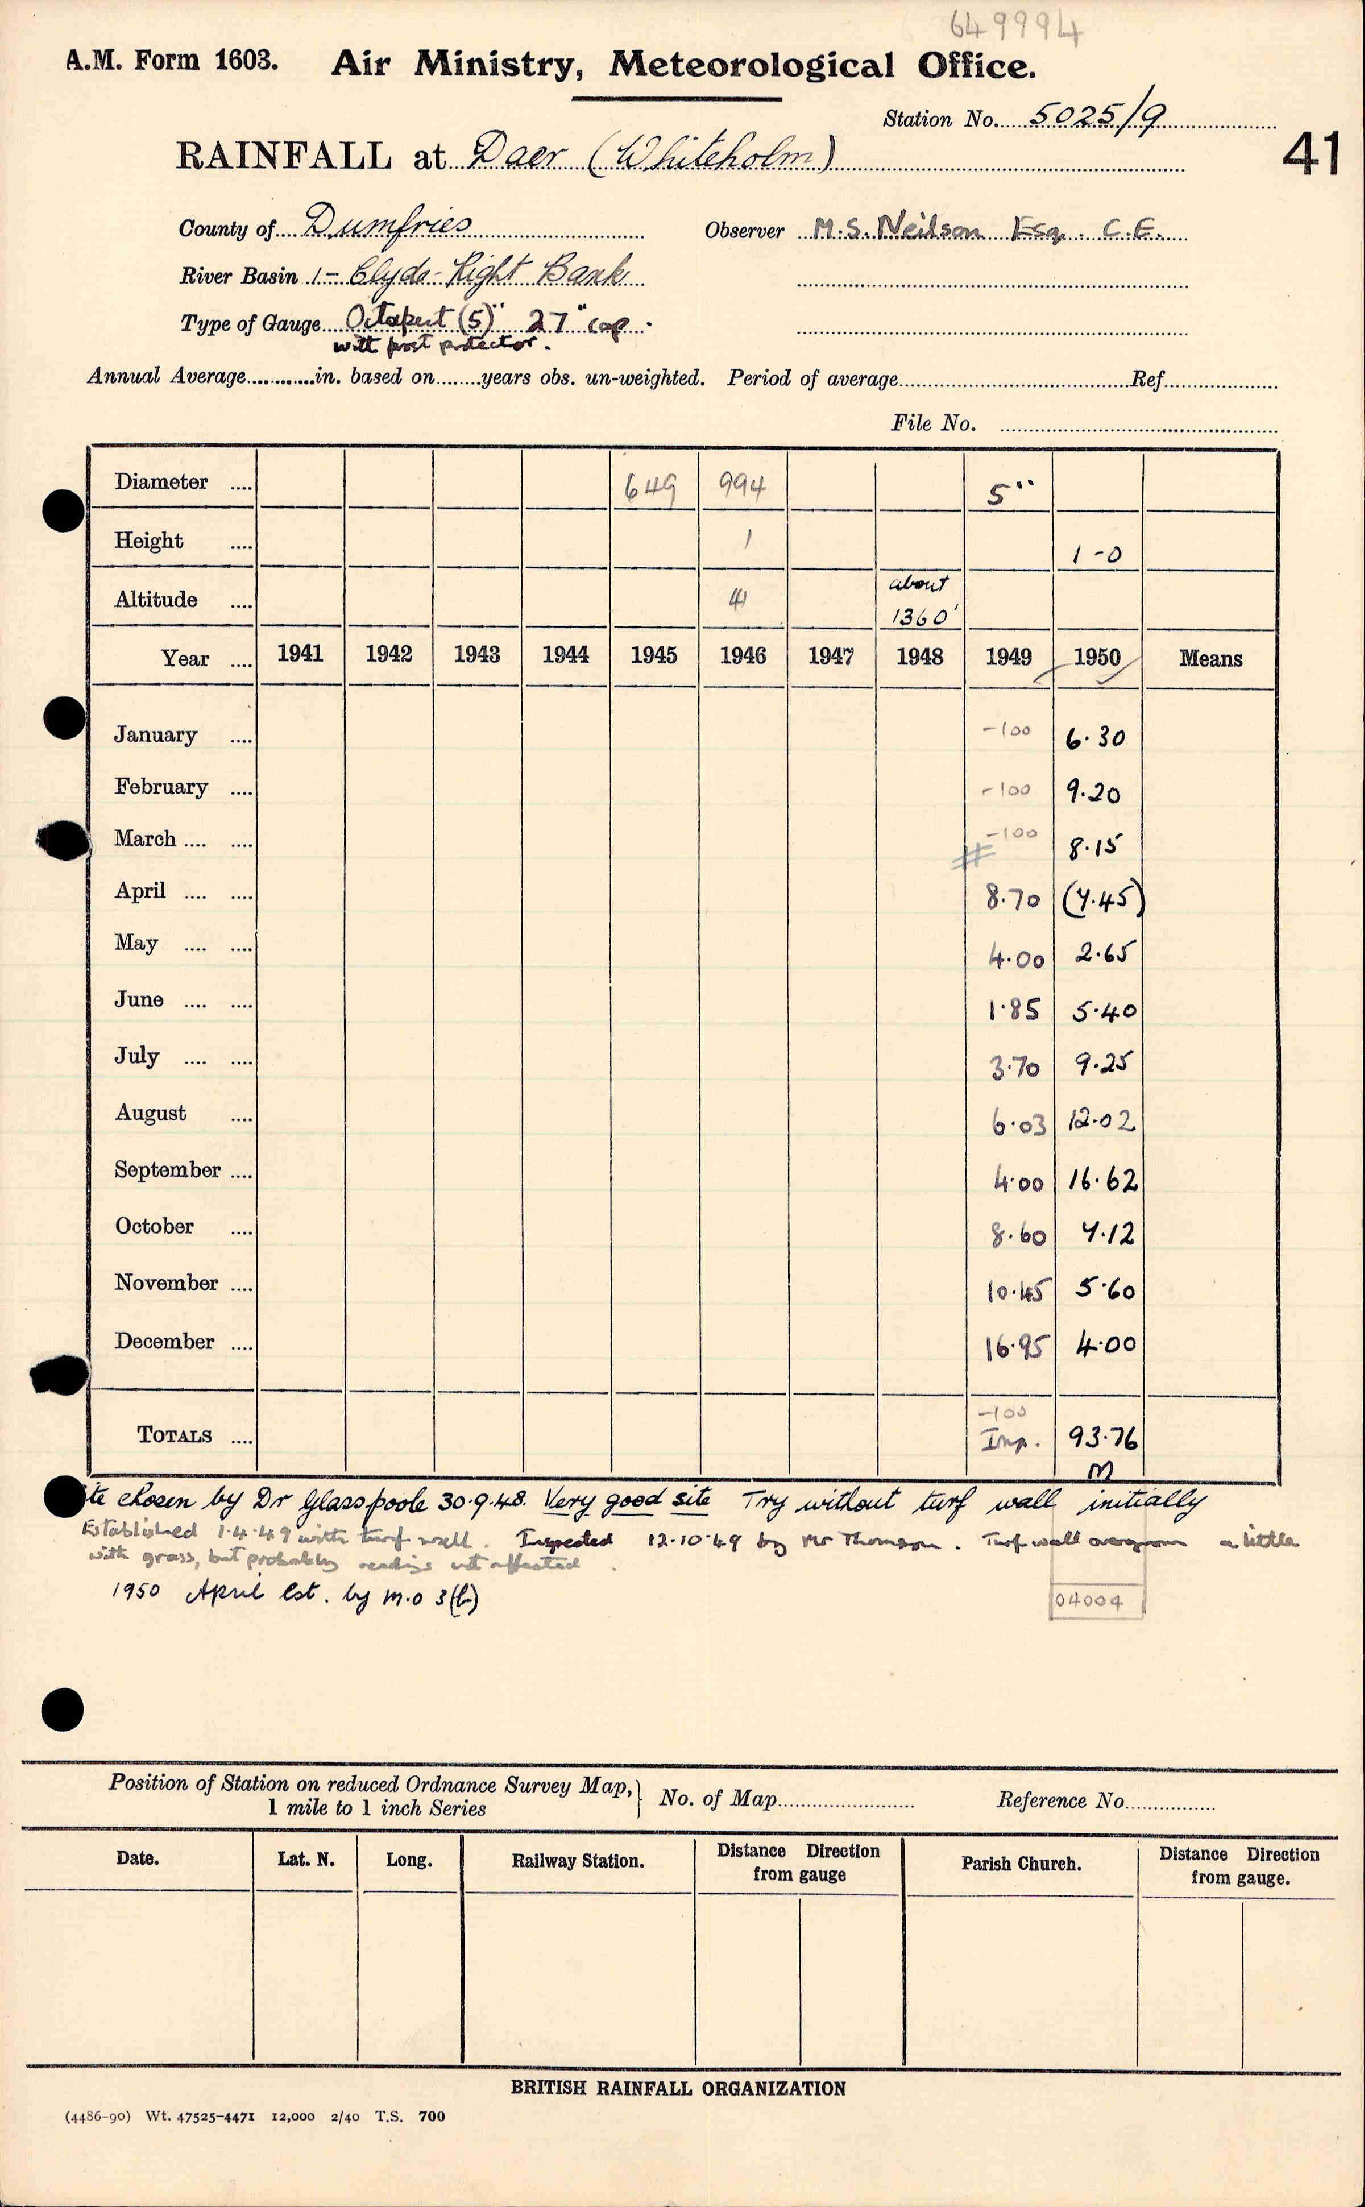 649994
A.M. Form 1603. Air Ministry, Meteorological Office.
Station No. 5025/9
41
RAINFALL at Daer (Whiteholm)
County of Dumfries Observer M.S. Neilson Esq. C.E.
River Basin 1 - Clyde - Right Bank
Type of Gauge Octapent (5)" 27" cap.
with frost protector.
Annual Average............in. based on........years obs. un-weighted. Period of average Ref.
File No.
Diameter .... 649 994 5"
Height .... 1 1-0
Altitude .... 41 about 1360'
Year .... 1941 1942 1943 1944 1945 1946 1947 1948 1949 1950 Means
January .... -100 6.30
February .... -100 9.20
March .... .... -100 8.15
April .... .... 8.70 (7.45)
May .... .... 4.00 2.65
June .... .... 1.85 5.40
July .... .... 3.70 9.25
August .... 6.03 12.02
September .... 4.00 16.62
October .... 8.60 7.12
November .... 10.45 5.60
December .... 16.95 4.00
TOTALS .... -100 Imp. 93.76
M
te chosen by Dr Glasspoole 30.9.48. Very good site Try without turf wall initially
Established 1.4.49 with turf wall. Inspected 12.10.49 by Mr Thomson. Turf wall overgrown a little
with grass, but probably readings not affected.
1950 April Est. by M.O 3(b)
04004
Position of Station on reduced Ordnance Survey Map, } No. of Map Reference No.
1 mile to 1 inch Series
Date. Lat. N. Long. Railway Station. Distance Direction from gauge Parish Church. Distance Direction from gauge.
BRITISH RAINFALL ORGANIZATION
(4486-90) Wt. 47525-4471 12,000 2/40 T.S. 700